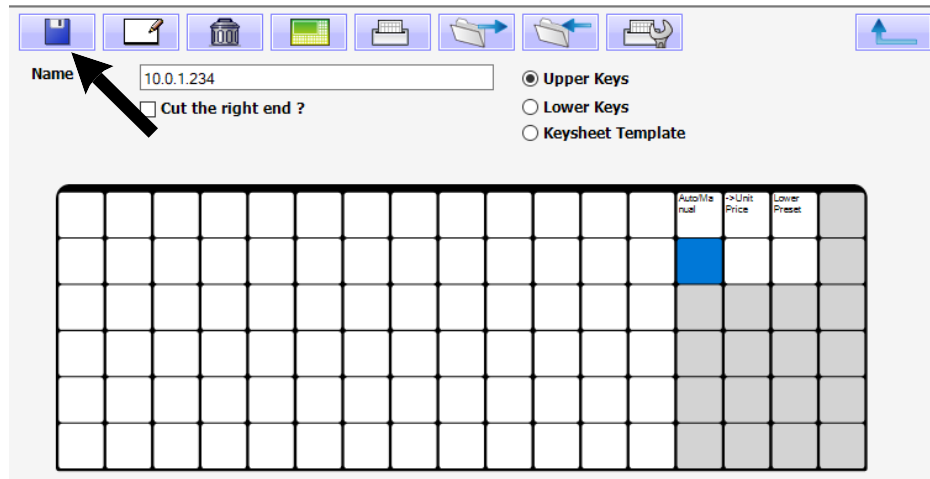 Name
10.0.1.234
Upper Keys
Cut the right end ?
Lower Keys
Keysheet Template
Auto/Ma
nual
->Unit
Price
Lower
Preset